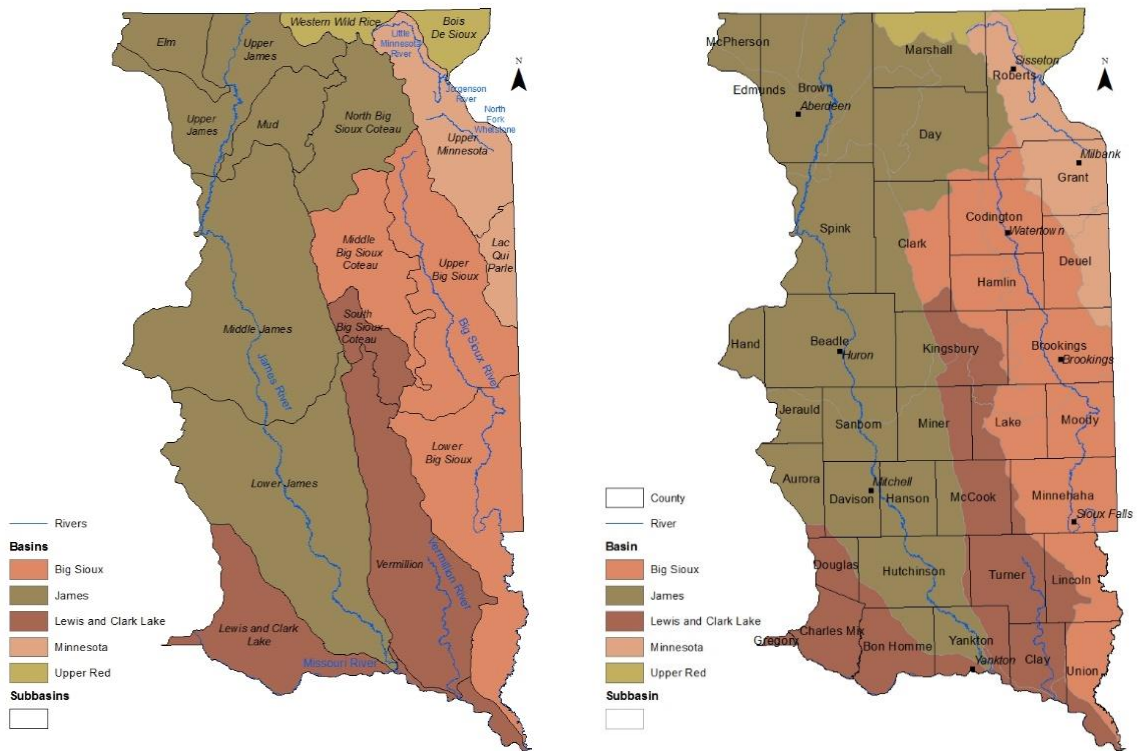 Western Wild Rice
Bois
De Sioux
Little
Minnesota
River
Elm
Upper
James
N
Jorgenson
River
North
Fork
Whetstone
Upper
James
Mud
North Big
Sioux Coteau
Upper
Minnesota
Middle
Big Sioux
Coteau
Upper
Big Sioux
Lac
Qui
Parle
South
Big Sioux
Coteau
Middle James
James River
Big Sioux River
Lower
Big Sioux
Lower James
Vermillion
Vermillion River
Lewis and Clark
Lake
Missouri River
Rivers
Basins
Big Sioux
James
Lewis and Clark Lake
Minnesota
Upper Red
Subbasins
McPherson
Marshall
Sisseton
Roberts
N
Edmunds
Brown
Aberdeen
Day
Milbank
Grant
Codington
Watertown
Spink
Clark
Deuel
Hamlin
Hand
Beadle
Huron
Kingsbury
Brookings
Brookings
Jerauld
Sanborn
Miner
Lake
Moody
Aurora
Mitchell
Davison
Hanson
McCook
Minnehaha
Sioux Falls
Douglas
Hutchinson
Turner
Lincoln
Gregory
Charles Mix
Bon Homme
Yankton
Yankton
Clay
Union
County
River
Basin
Big Sioux
James
Lewis and Clark Lake
Minnesota
Upper Red
Subbasin